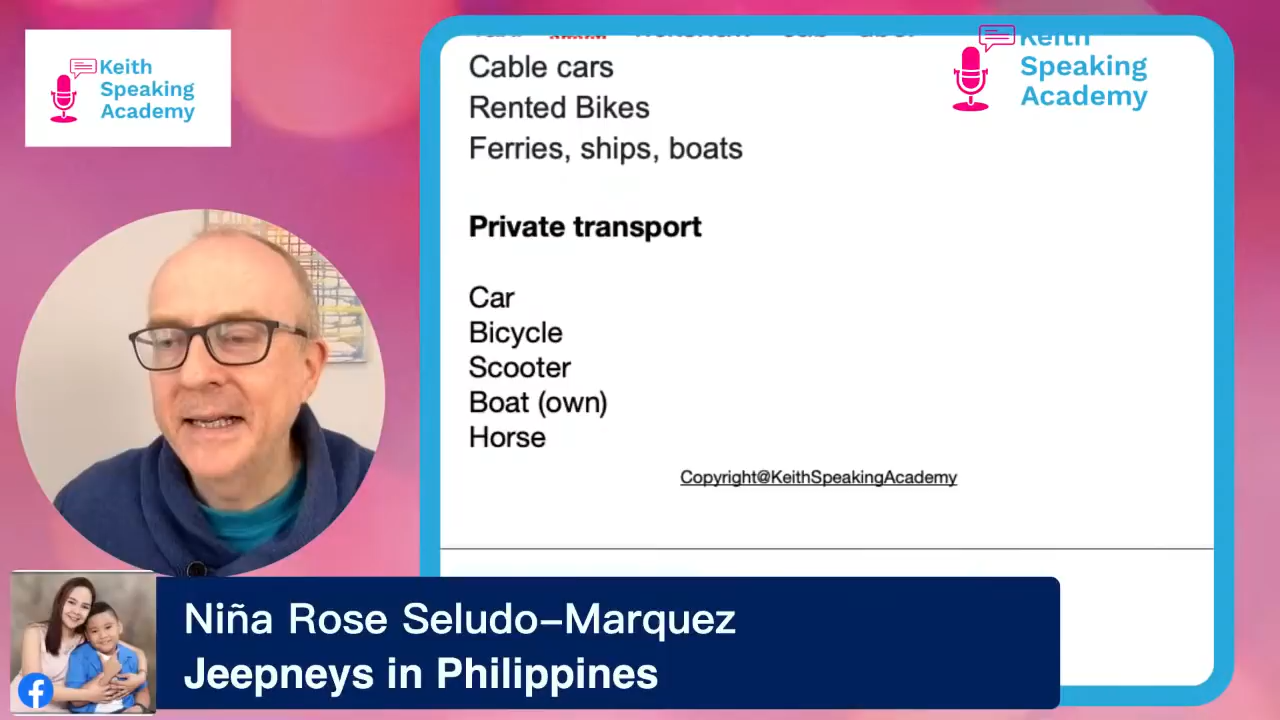 Keith
Speaking
Academy
Keith
Speaking
Academy
Cable cars
Rented Bikes
Ferries, ships, boats
Private transport
Car
Bicycle
Scooter
Boat (own)
Horse
Copyright@KeithSpeakingAcademy
Niña Rose Seludo-Marquez
Jeepneys in Philippines